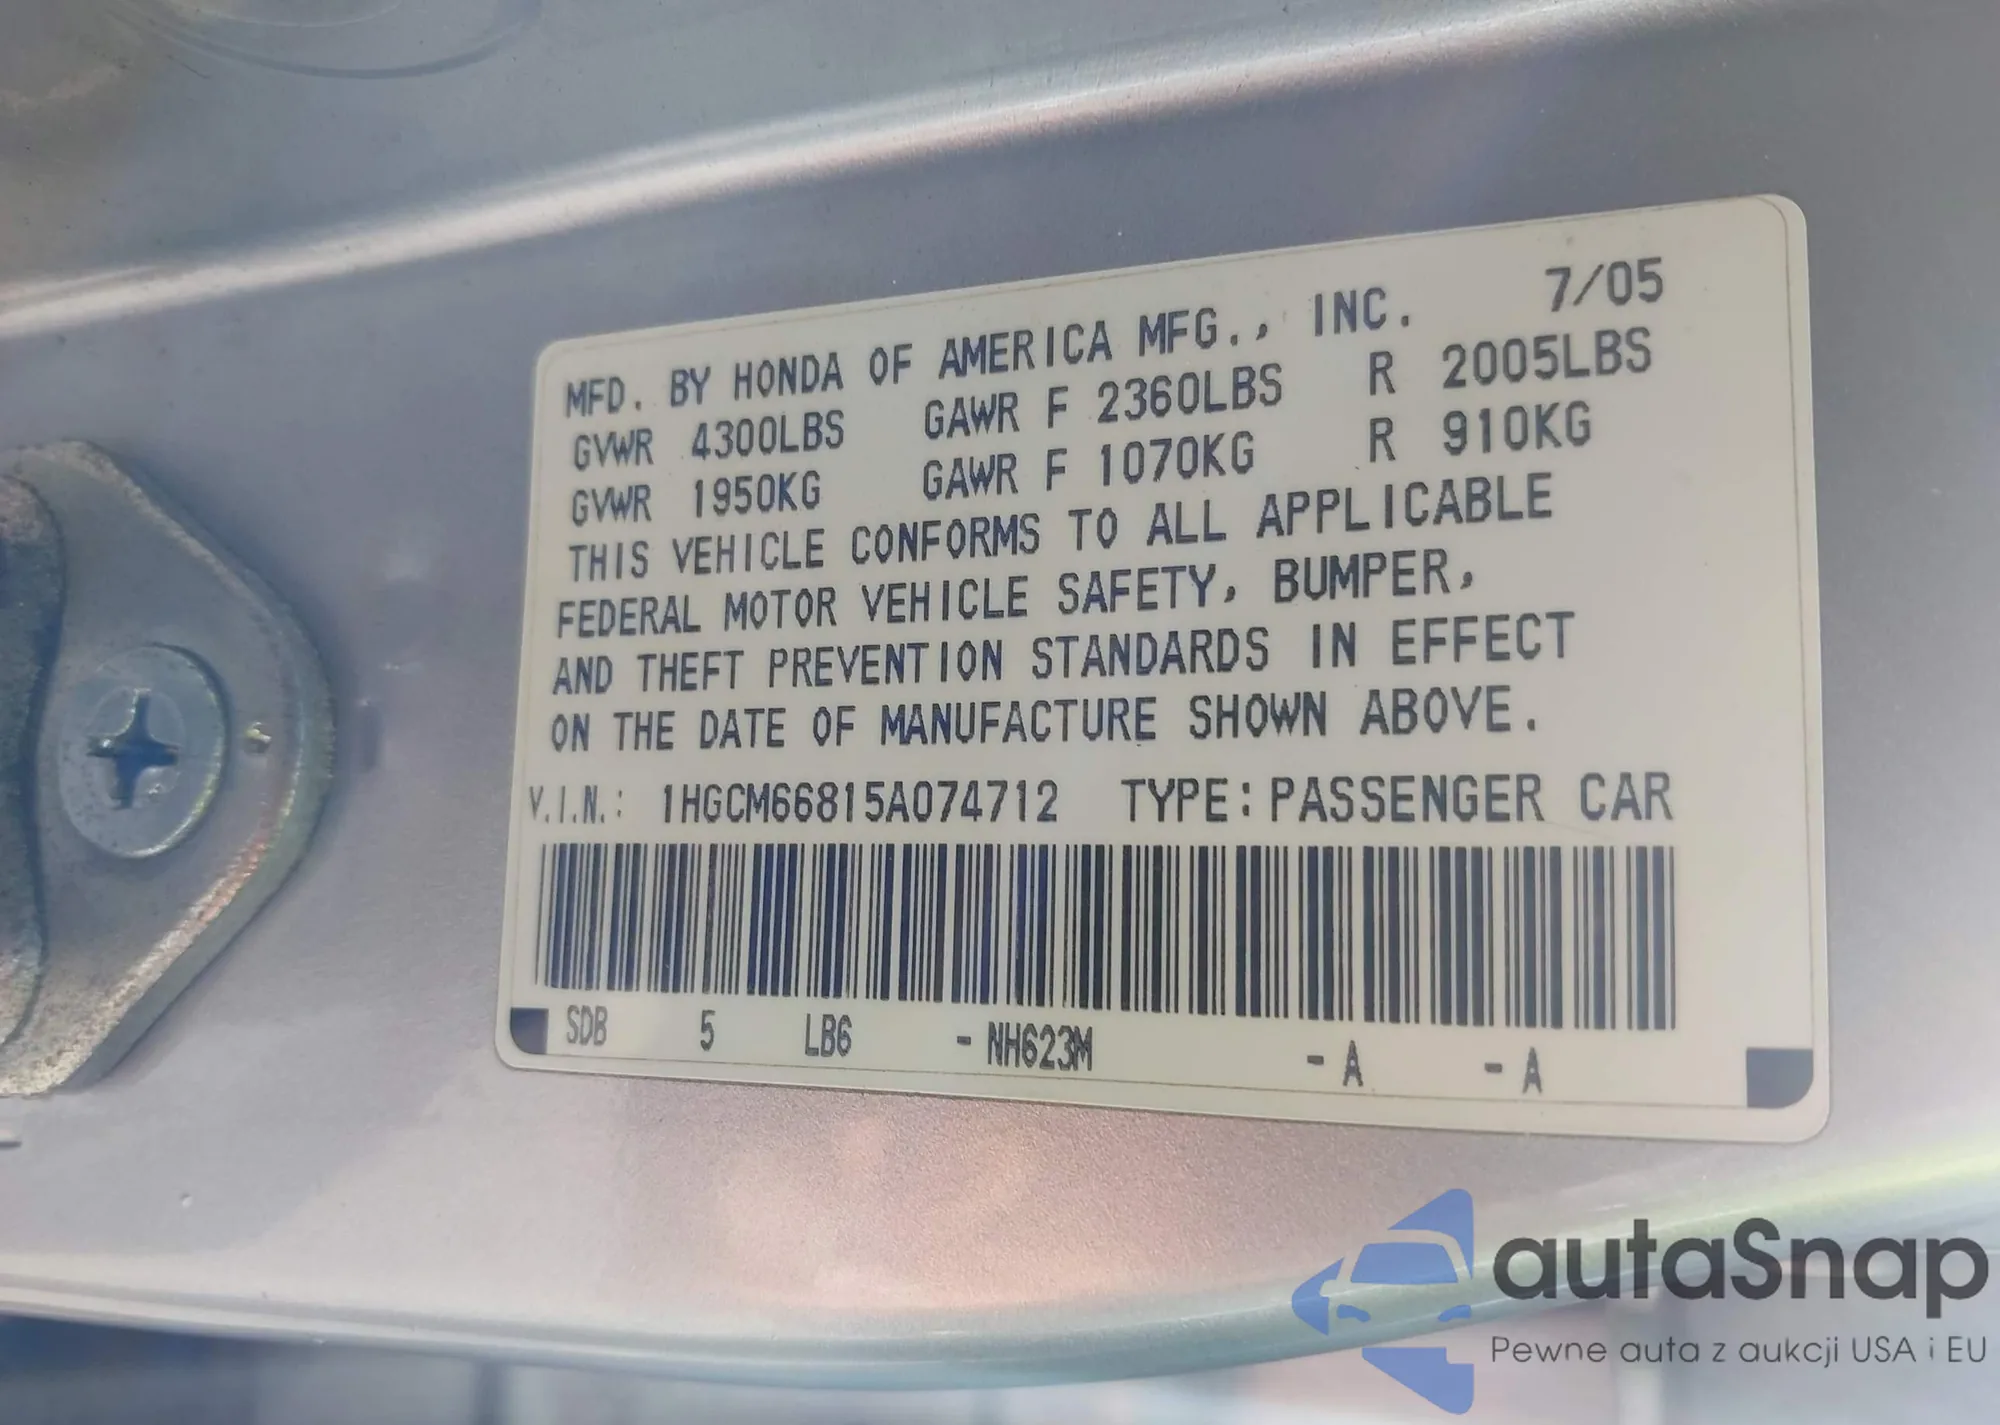 MFD. BY HONDA OF AMERICA MFG., INC. 7/05
GVWR 4300LBS GAWR F 2360LBS R 2005LBS
GVWR 1950KG GAWR F 1070KG R 910KG
THIS VEHICLE CONFORMS TO ALL APPLICABLE
FEDERAL MOTOR VEHICLE SAFETY, BUMPER,
AND THEFT PREVENTION STANDARDS IN EFFECT
ON THE DATE OF MANUFACTURE SHOWN ABOVE.
V.I.N.: 1HGCM66815A074712 TYPE: PASSENGER CAR
SDB 5 LB6 - NH623M - A - A
autaSnap
Pewne auta z aukcji USA i EU